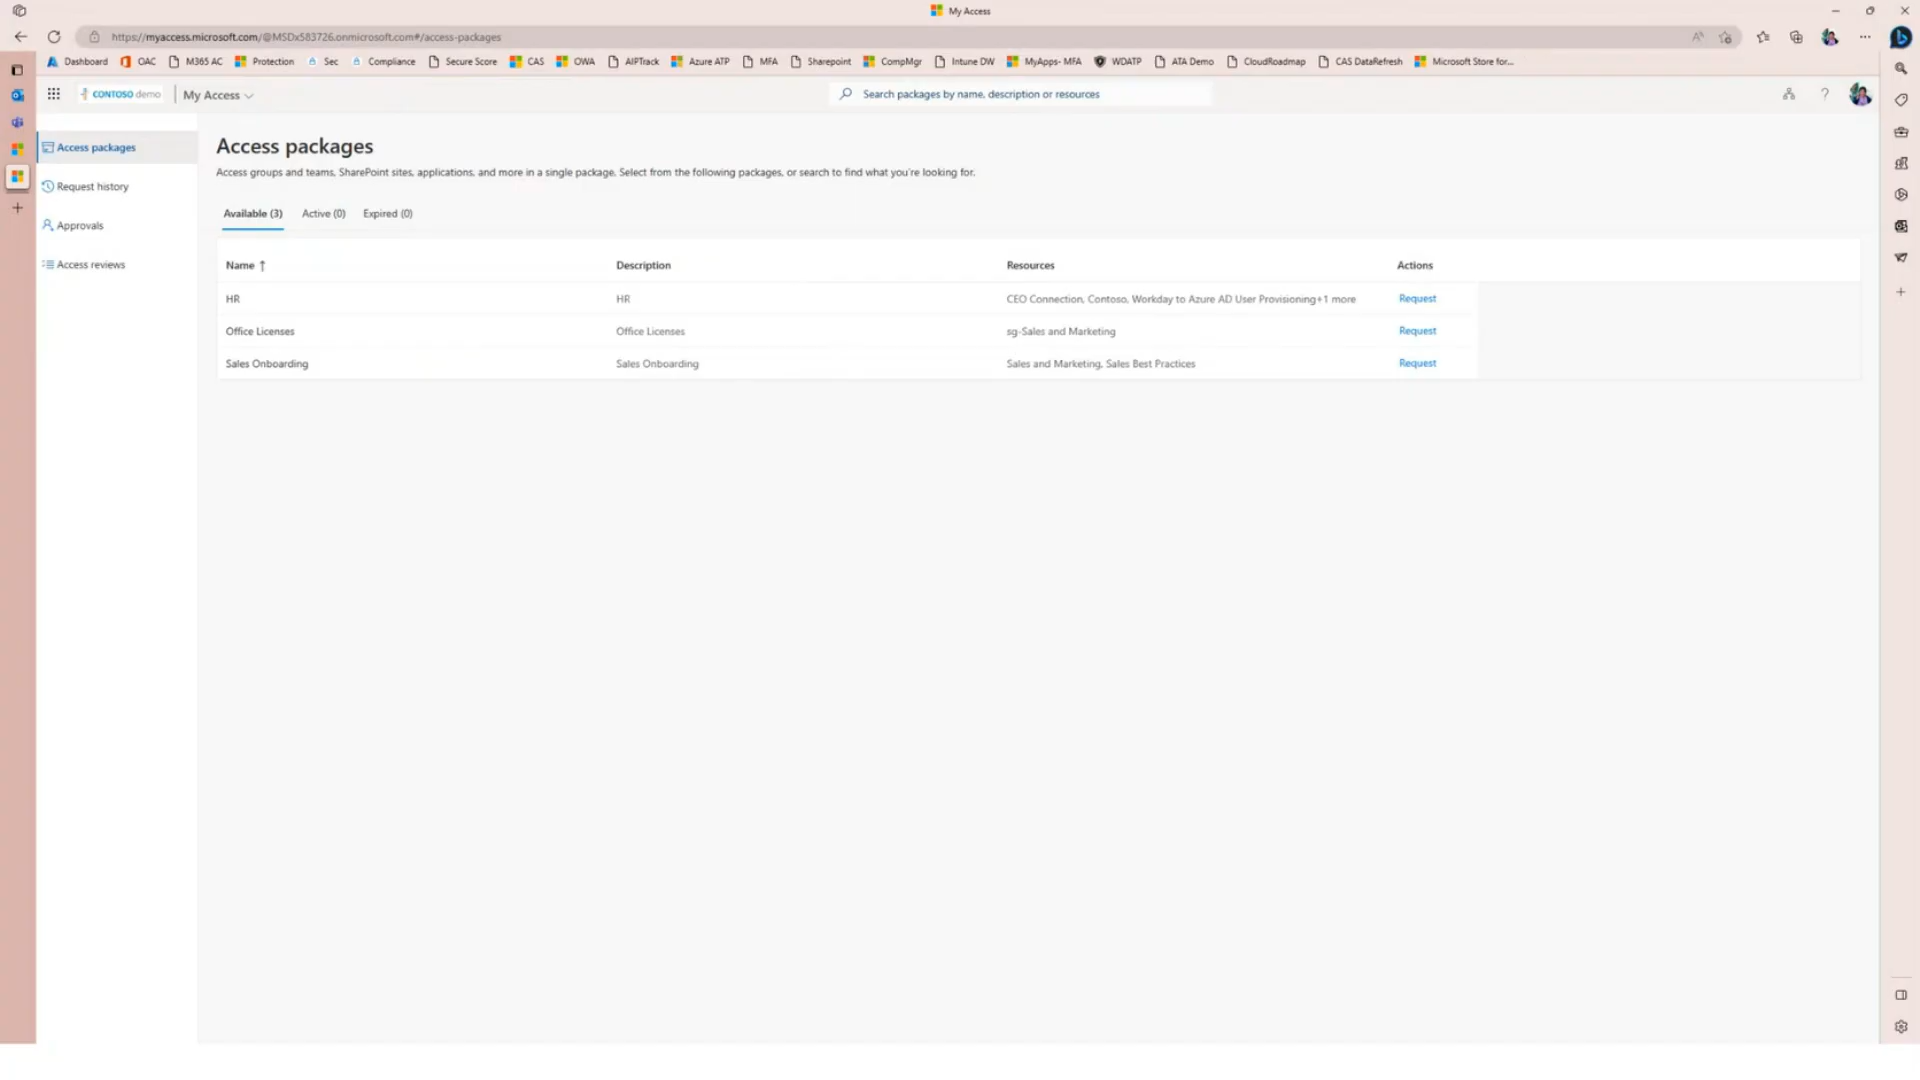 My Access
https://myaccess.microsoft.com/@MSDx583726.onmicrosoft.com#/access-packages
Dashboard OAC M365 AC Protection Sec Compliance Secure Score CAS OWA AIPTrack Azure ATP MFA Sharepoint CompMgr Intune DW MyApps- MFA WDATP ATA Demo CloudRoadmap CAS DataRefresh Microsoft Store for...
CONTOSO demo My Access Search packages by name, description or resources ?
Access packages
Request history
Approvals
Access reviews
Access packages
Access groups and teams, SharePoint sites, applications, and more in a single package. Select from the following packages, or search to find what you're looking for.
Available (3) Active (0) Expired (0)
Name ↑ Description Resources Actions
HR HR CEO Connection, Contoso, Workday to Azure AD User Provisioning+1 more Request
Office Licenses Office Licenses sg-Sales and Marketing Request
Sales Onboarding Sales Onboarding Sales and Marketing, Sales Best Practices Request